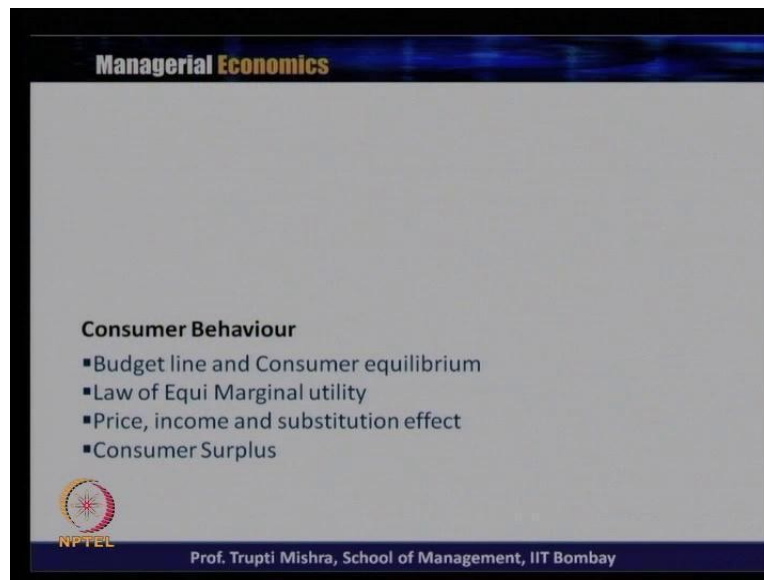 Managerial Economics
Consumer Behaviour
▪Budget line and Consumer equilibrium
▪Law of Equi Marginal utility
▪Price, income and substitution effect
▪Consumer Surplus
NPTEL
Prof. Trupti Mishra, School of Management, IIT Bombay